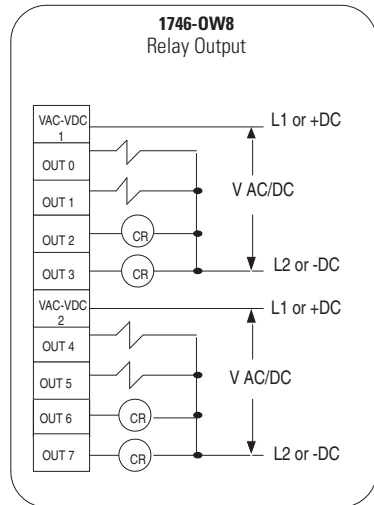 1746-OW8
Relay Output
VAC-VDC
1
L1 or +DC
OUT 0
OUT 1
V AC/DC
OUT 2
CR
OUT 3
CR
L2 or -DC
VAC-VDC
2
L1 or +DC
OUT 4
OUT 5
V AC/DC
OUT 6
CR
OUT 7
CR
L2 or -DC